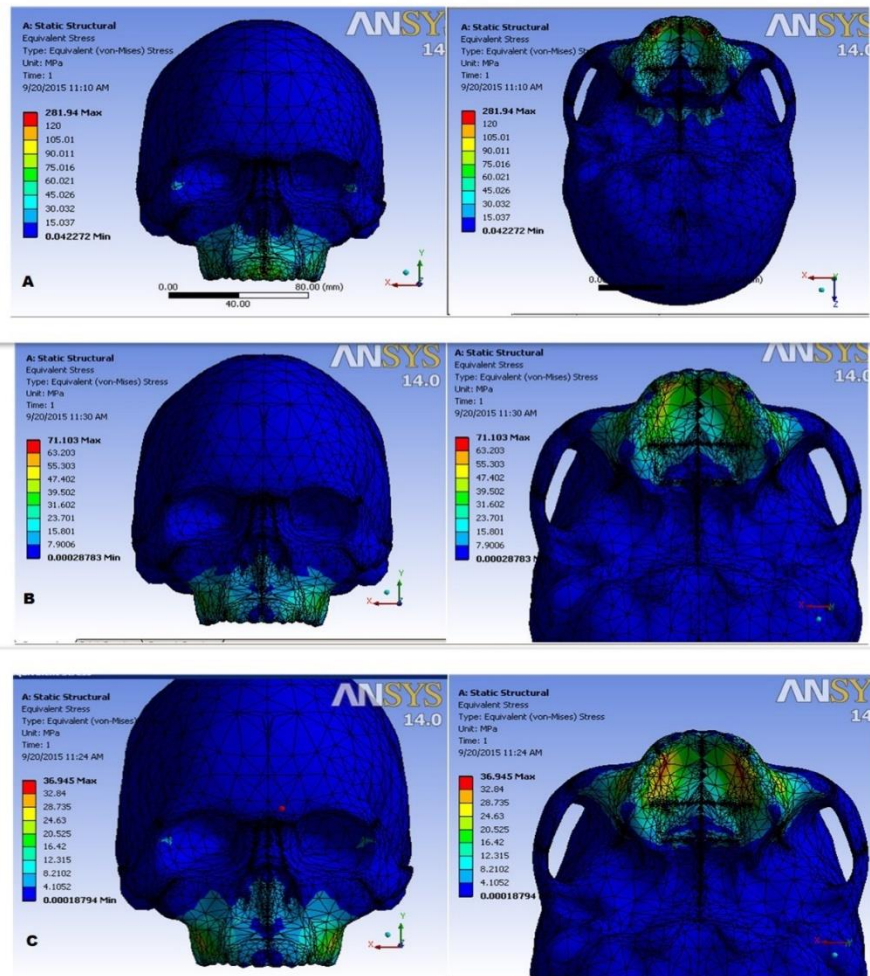 A: Static Structural
Equivalent Stress
Type: Equivalent (von-Mises) Stress
Unit: MPa
Time: 1
9/20/2015 11:10 AM
281.94 Max
120
105.01
90.011
75.016
60.021
45.026
30.032
15.037
0.042272 Min
A
0.00
80.00 (mm)
40.00
X
Y
ANSYS
14
A: Static Structural
Equivalent Stress
Type: Equivalent (von-Mises) Stress
Unit: MPa
Time: 1
9/20/2015 11:10 AM
281.94 Max
120
105.01
90.011
75.016
60.021
45.026
30.032
15.037
0.042272 Min
0.00
X
Z
ANSYS
14.0
A: Static Structural
Equivalent Stress
Type: Equivalent (von-Mises) Stress
Unit: MPa
Time: 1
9/20/2015 11:30 AM
71.103 Max
63.203
55.303
47.402
39.502
31.602
23.701
15.801
7.9006
0.00028783 Min
B
X
Y
ANSYS
14.0
A: Static Structural
Equivalent Stress
Type: Equivalent (von-Mises) Stress
Unit: MPa
Time: 1
9/20/2015 11:30 AM
71.103 Max
63.203
55.303
47.402
39.502
31.602
23.701
15.801
7.9006
0.00028783 Min
X
ANSYS
14.0
A: Static Structural
Equivalent Stress
Type: Equivalent (von-Mises) Stress
Unit: MPa
Time: 1
9/20/2015 11:24 AM
36.945 Max
32.84
28.735
24.63
20.525
16.42
12.315
8.2102
4.1052
0.00018794 Min
C
X
Y
ANSYS
14.0
A: Static Structural
Equivalent Stress
Type: Equivalent (von-Mises) Stress
Unit: MPa
Time: 1
9/20/2015 11:24 AM
36.945 Max
32.84
28.735
24.63
20.525
16.42
12.315
8.2102
4.1052
0.00018794 Min
X
ANSYS
14